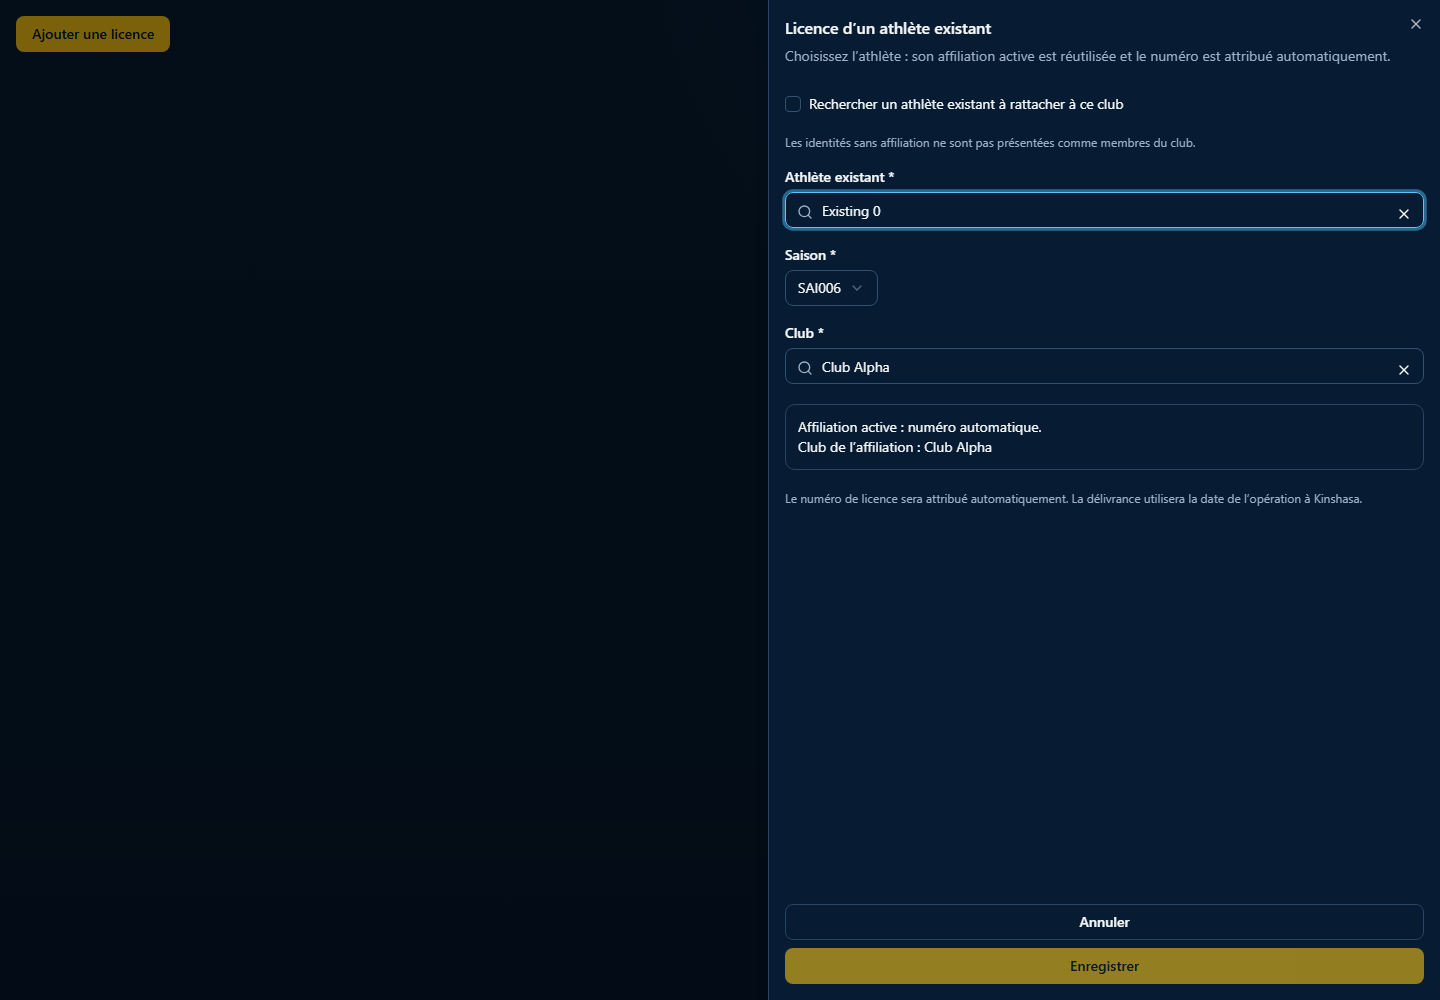 Ajouter une licence
Licence d’un athlète existant
Choisissez l’athlète : son affiliation active est réutilisée et le numéro est attribué automatiquement.
Rechercher un athlète existant à rattacher à ce club
Les identités sans affiliation ne sont pas présentées comme membres du club.
Athlète existant *
Existing 0
Saison *
SAI006
Club *
Club Alpha
Affiliation active : numéro automatique.
Club de l’affiliation : Club Alpha
Le numéro de licence sera attribué automatiquement. La délivrance utilisera la date de l’opération à Kinshasa.
Annuler
Enregistrer